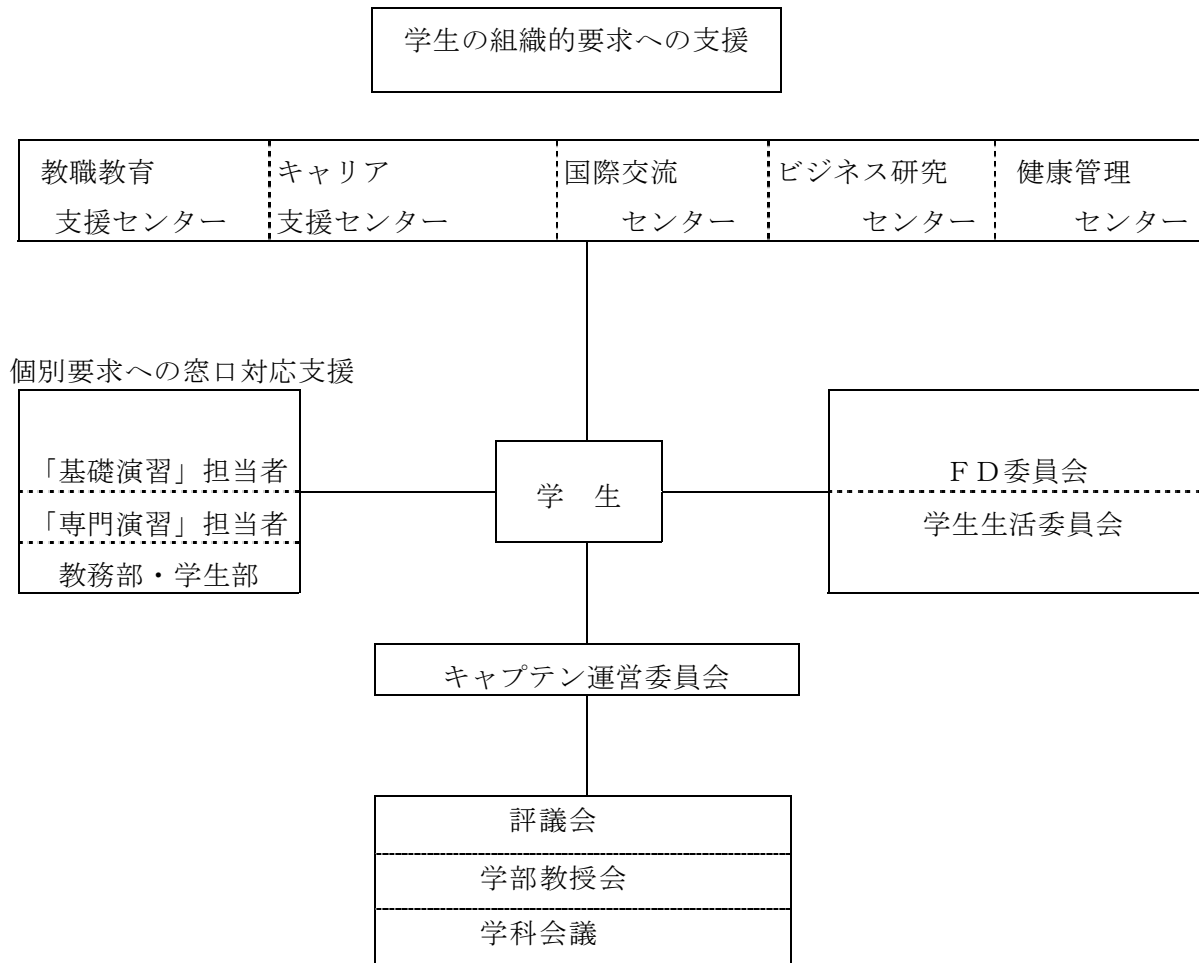 学生の組織的要求への支援
教職教育
支援センター
キャリア
支援センター
国際交流
センター
ビジネス研究
センター
健康管理
センター
個別要求への窓口対応支援
「基礎演習」担当者
「専門演習」担当者
教務部・学生部
学　生
ＦＤ委員会
学生生活委員会
キャプテン運営委員会
評議会
学部教授会
学科会議